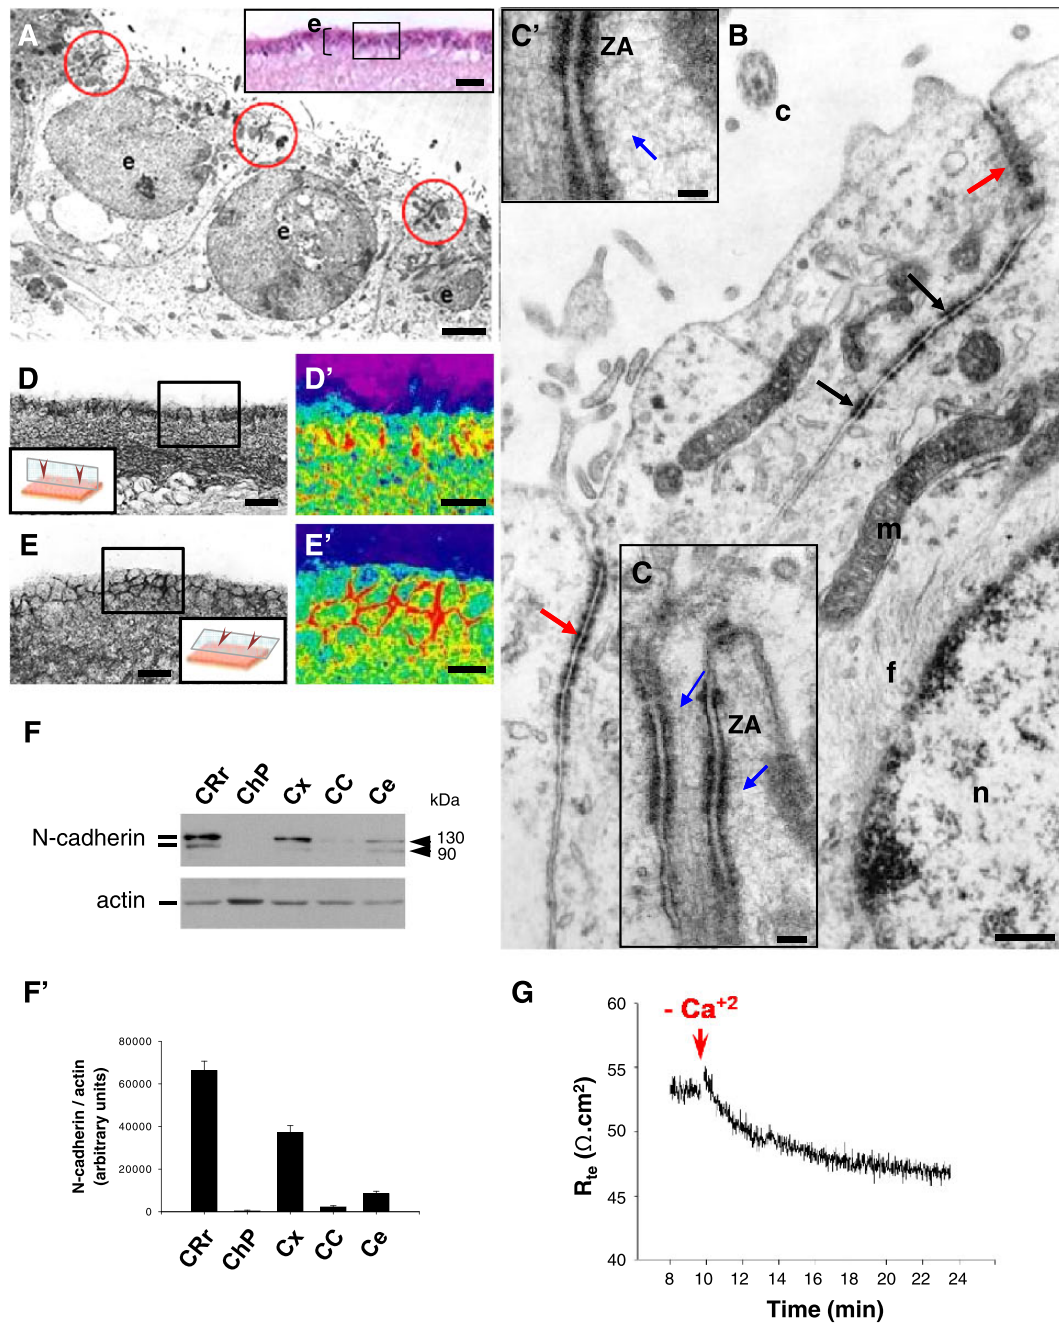 A
e
e
e
e
C'
ZA
B
c
m
f
n
C
ZA
D
D'
E
E'
F
CRr ChP Cx CC Ce
kDa
N-cadherin
130
90
actin
F'
N-cadherin / actin
(arbitrary units)
80000
60000
40000
20000
0
CRr ChP Cx CC Ce
G
- Ca+2
Rte (Ω.cm2)
60
55
50
45
40
8 10 12 14 16 18 20 22 24
Time (min)